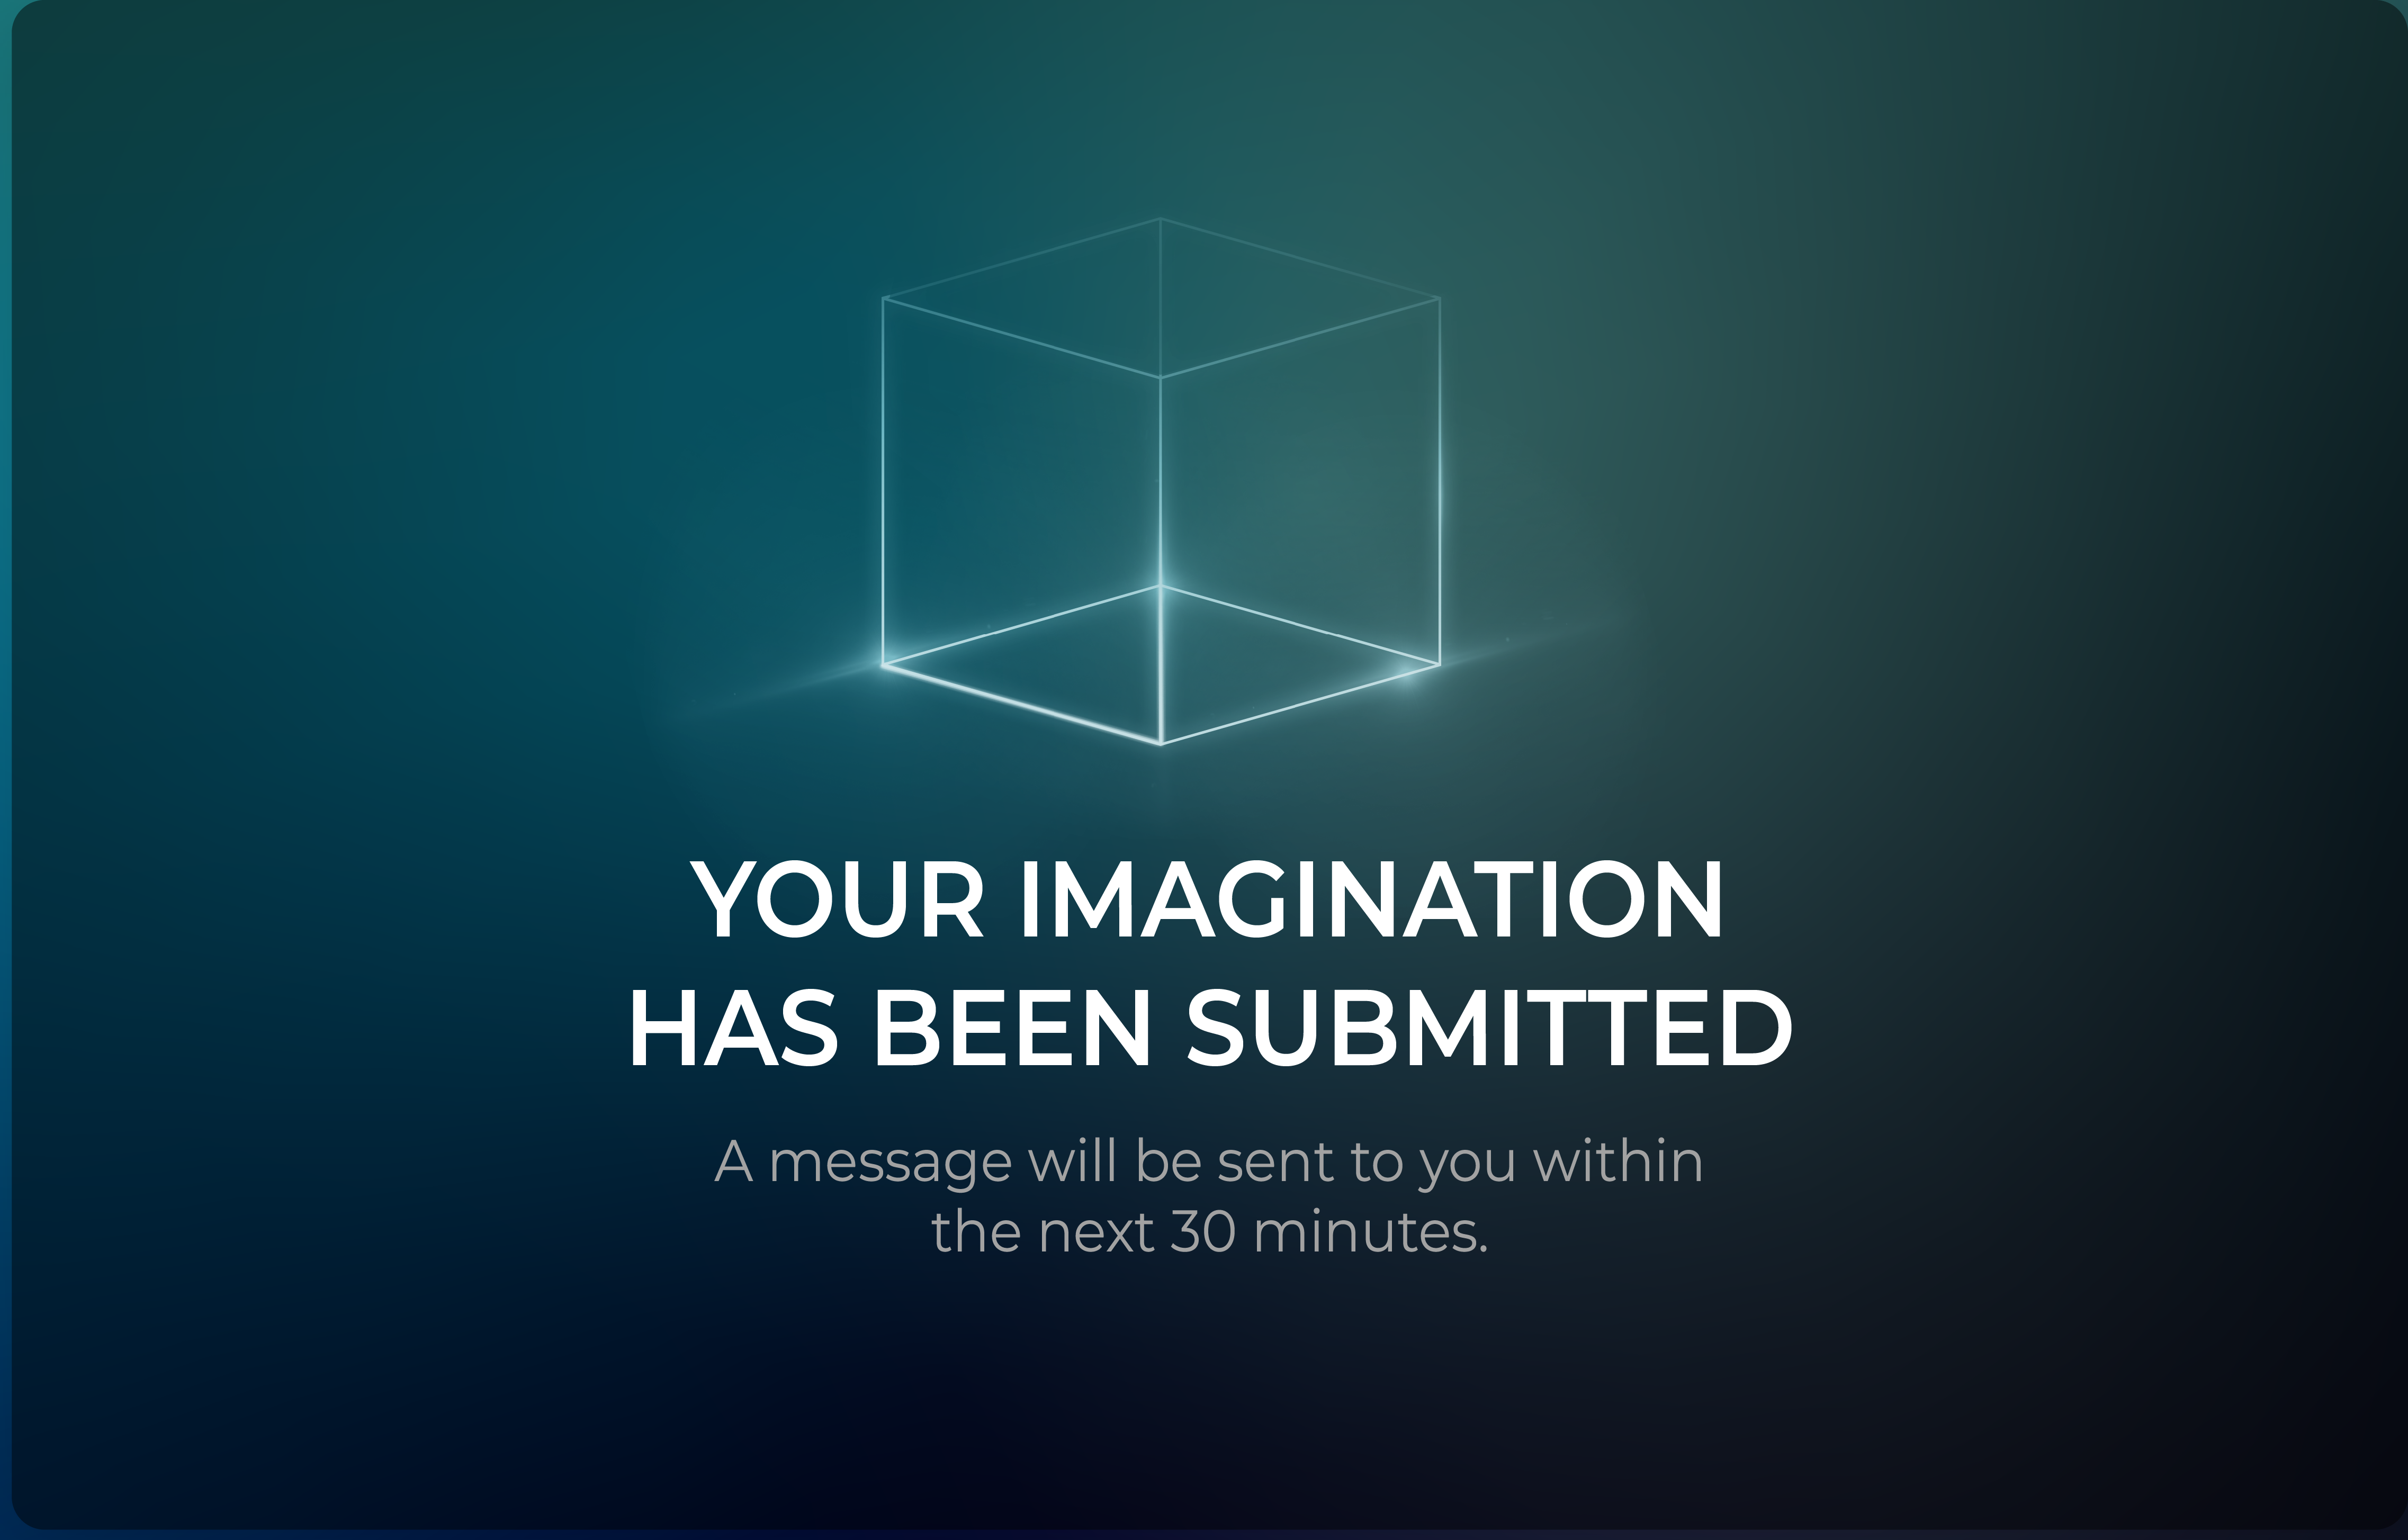 YOUR IMAGINATION
HAS BEEN SUBMITTED
A message will be sent to you within
the next 30 minutes.